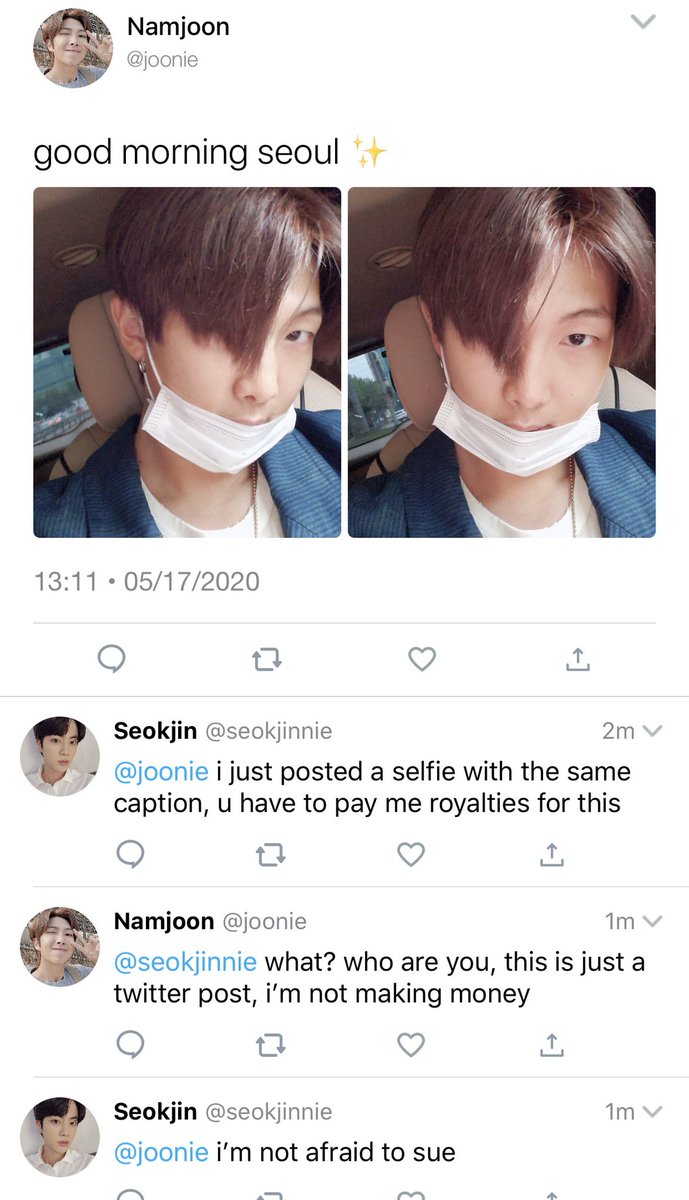 Namjoon
@joonie
good morning seoul ✨
13:11 • 05/17/2020
Seokjin @seokjinnie 2m
@joonie i just posted a selfie with the same
caption, u have to pay me royalties for this
Namjoon @joonie 1m
@seokjinnie what? who are you, this is just a
twitter post, i’m not making money
Seokjin @seokjinnie 1m
@joonie i’m not afraid to sue